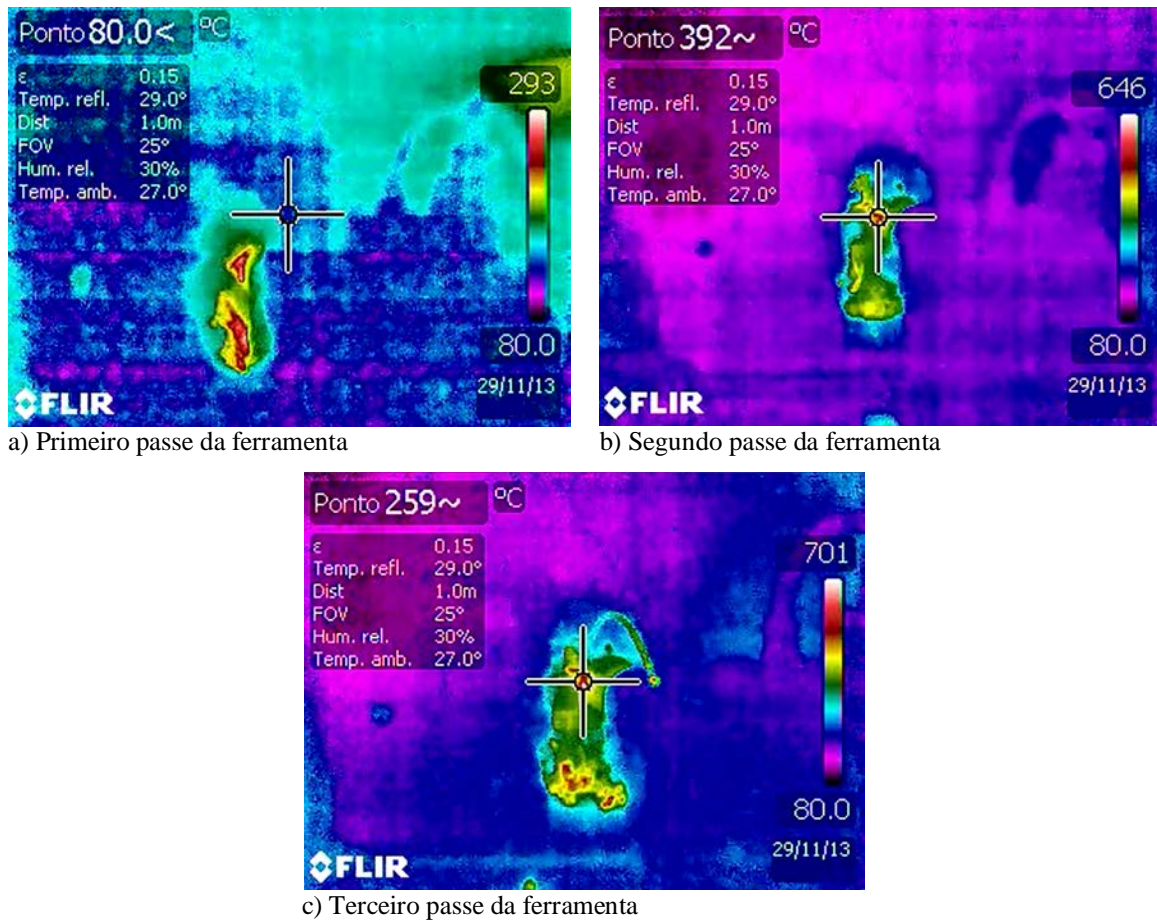 Ponto 80.0< °C
ε 0.15
Temp. refl. 29.0°
Dist 1.0m
FOV 25°
Hum. rel. 30%
Temp. amb. 27.0°
293
80.0
29/11/13
FLIR
a) Primeiro passe da ferramenta
Ponto 392~ °C
ε 0.15
Temp. refl. 29.0°
Dist 1.0m
FOV 25°
Hum. rel. 30%
Temp. amb. 27.0°
646
80.0
29/11/13
FLIR
b) Segundo passe da ferramenta
Ponto 259~ °C
ε 0.15
Temp. refl. 29.0°
Dist 1.0m
FOV 25°
Hum. rel. 30%
Temp. amb. 27.0°
701
80.0
29/11/13
FLIR
c) Terceiro passe da ferramenta